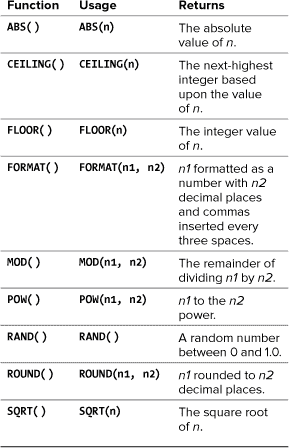 Function Usage Returns
ABS() ABS(n) The absolute
value of n.
CEILING() CEILING(n) The next-highest
integer based
upon the value
of n.
FLOOR() FLOOR(n) The integer value
of n.
FORMAT() FORMAT(n1, n2) n1 formatted as a
number with n2
decimal places
and commas
inserted every
three spaces.
MOD() MOD(n1, n2) The remainder of
dividing n1 by n2.
POW() POW(n1, n2) n1 to the n2
power.
RAND() RAND() A random number
between 0 and 1.0.
ROUND() ROUND(n1, n2) n1 rounded to n2
decimal places.
SQRT() SQRT(n) The square root
of n.